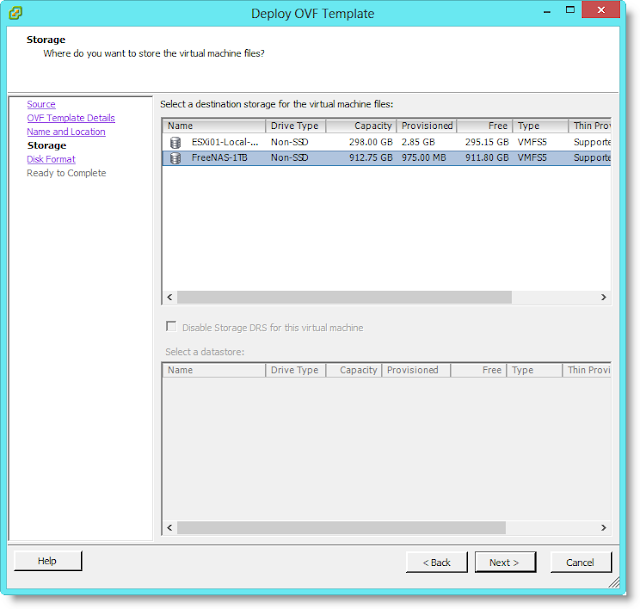 Deploy OVF Template
Storage
Where do you want to store the virtual machine files?
Source
OVF Template Details
Name and Location
Storage
Disk Format
Ready to Complete
Select a destination storage for the virtual machine files:
Name Drive Type Capacity Provisioned Free Type Thin Provi
ESXi01-Local-... Non-SSD 298.00 GB 2.85 GB 295.15 GB VMFS5 Supporte
FreeNAS-1TB Non-SSD 912.75 GB 975.00 MB 911.80 GB VMFS5 Supporte
Disable Storage DRS for this virtual machine
Select a datastore:
Name Drive Type Capacity Provisioned Free Type Thin Provi
Help < Back Next > Cancel